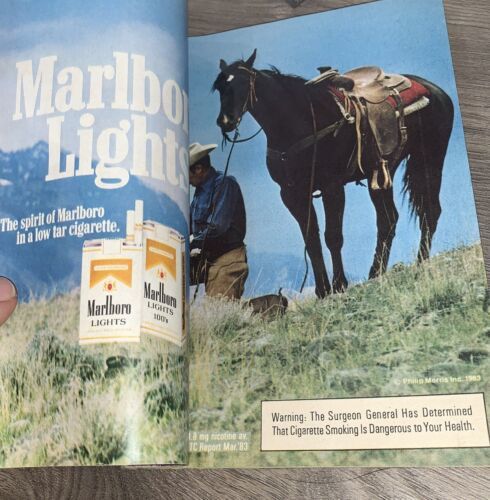 Marlboro
Lights
The spirit of Marlboro
in a low tar cigarette.
Marlboro
LIGHTS
Marlboro
LIGHTS
100's
© Philip Morris Inc. 1983
mg nicotine av.
TC Report Mar.'83
Warning: The Surgeon General Has Determined
That Cigarette Smoking Is Dangerous to Your Health.